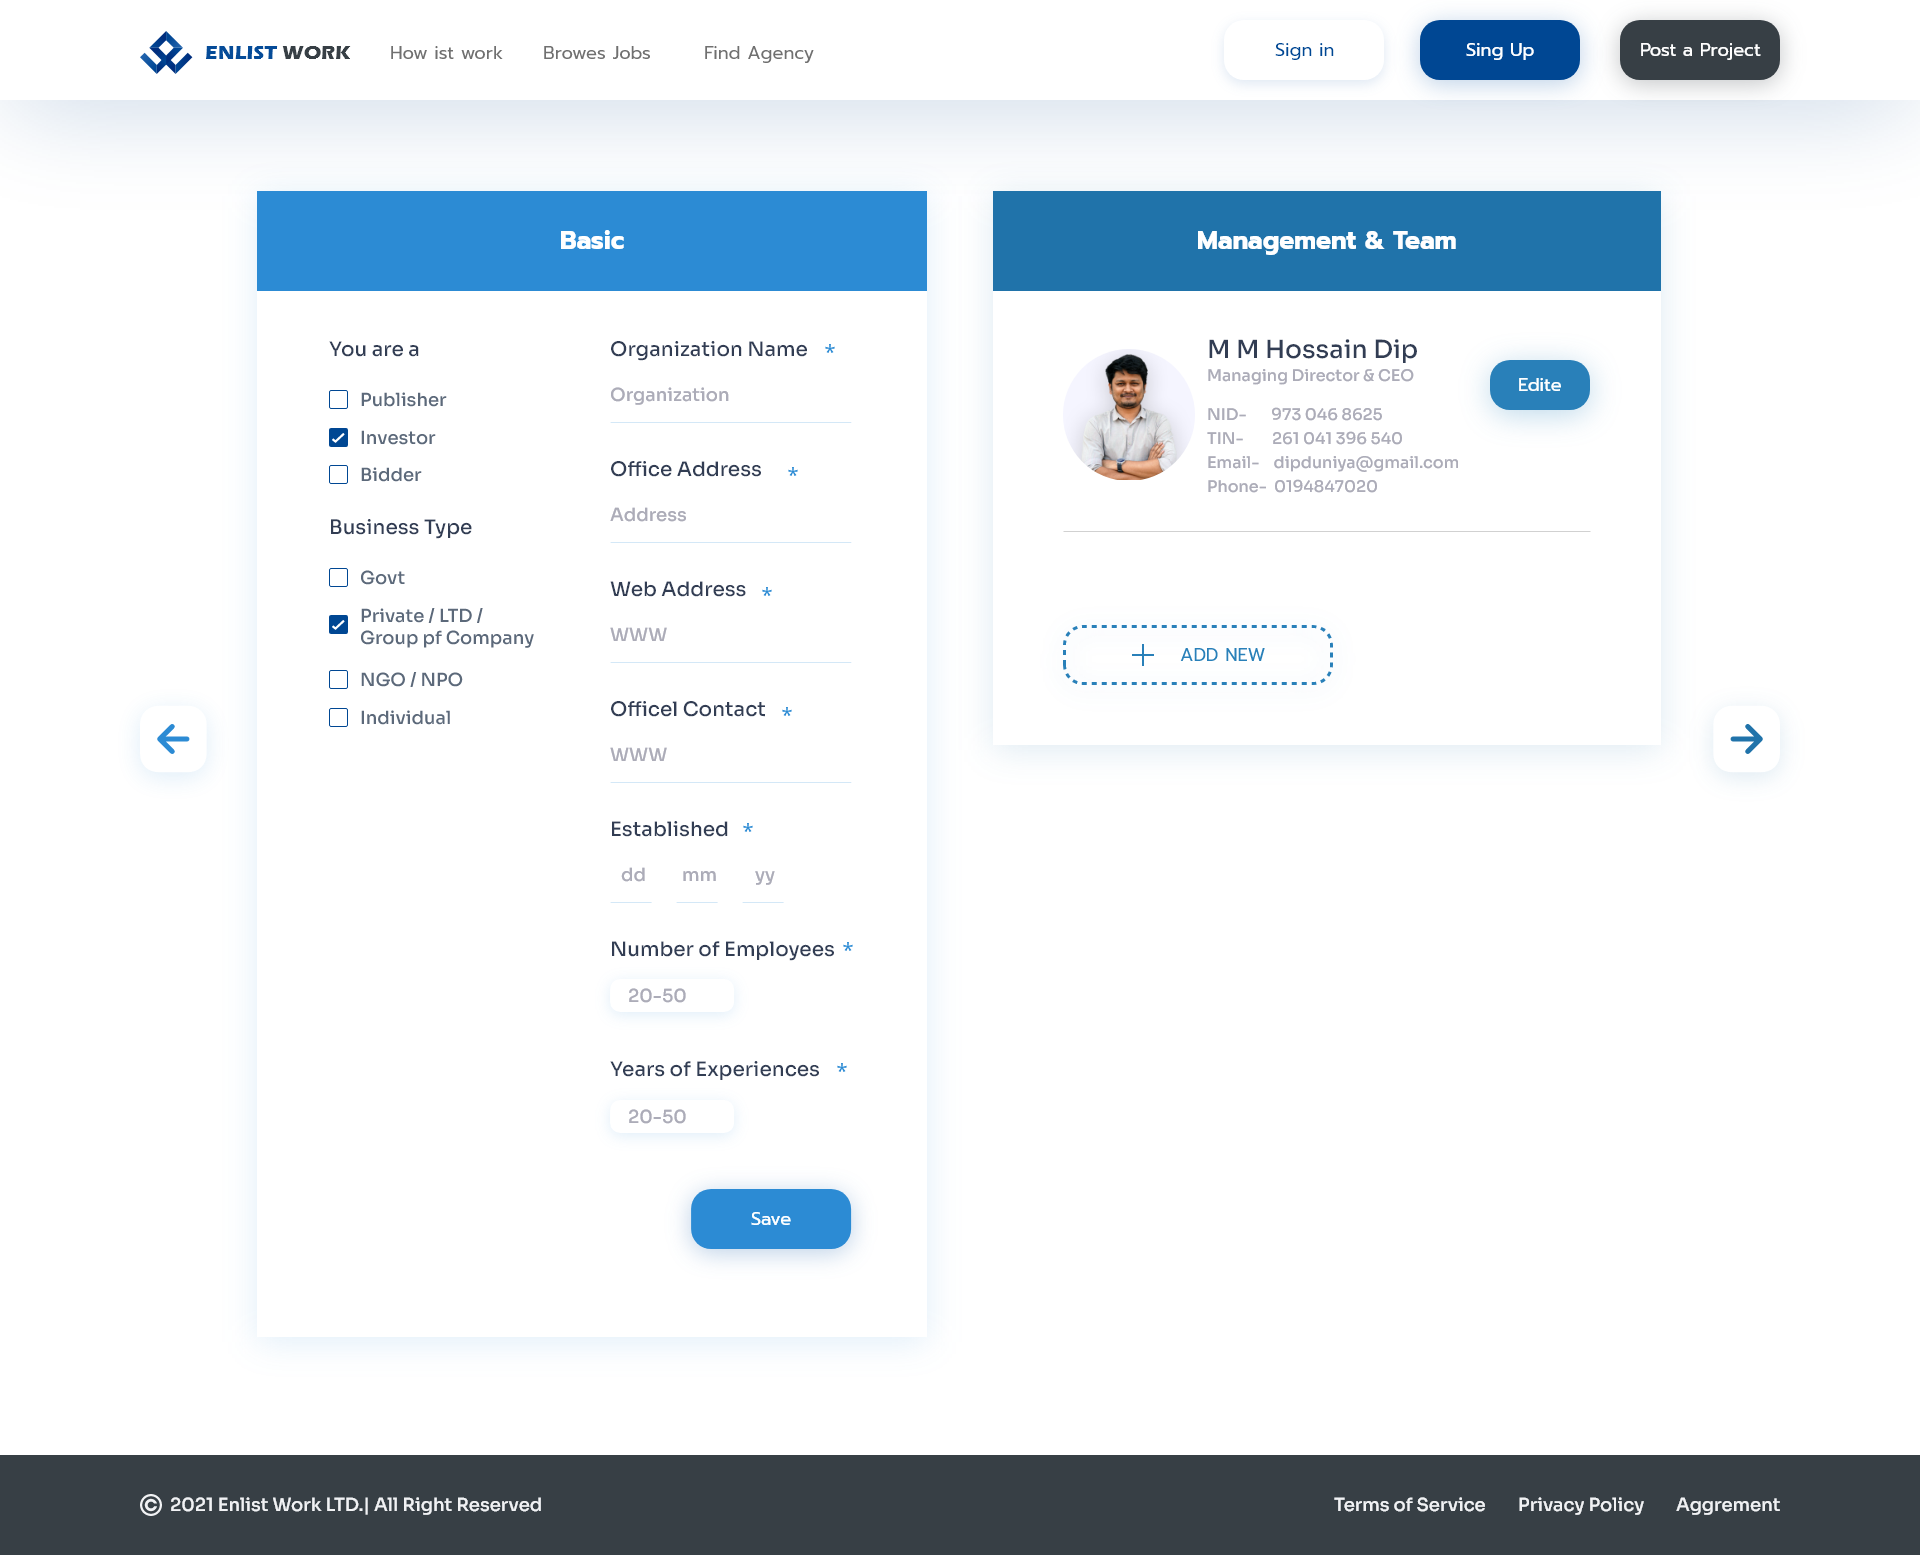 ENLIST WORK
How ist work
Browes Jobs
Find Agency
Sign in
Sing Up
Post a Project
Basic
You are a
Publisher
Investor
Bidder
Business Type
Govt
Private / LTD /
Group pf Company
NGO / NPO
Individual
Organization Name *
Organization
Office Address *
Address
Web Address *
WWW
Officel Contact *
WWW
Established *
dd mm yy
Number of Employees *
20-50
Years of Experiences *
20-50
Save
Management & Team
M M Hossain Dip
Managing Director & CEO
NID- 973 046 8625
TIN- 261 041 396 540
Email- dipduniya@gmail.com
Phone- 0194847020
Edite
ADD NEW
© 2021 Enlist Work LTD.| All Right Reserved
Terms of Service
Privacy Policy
Aggrement